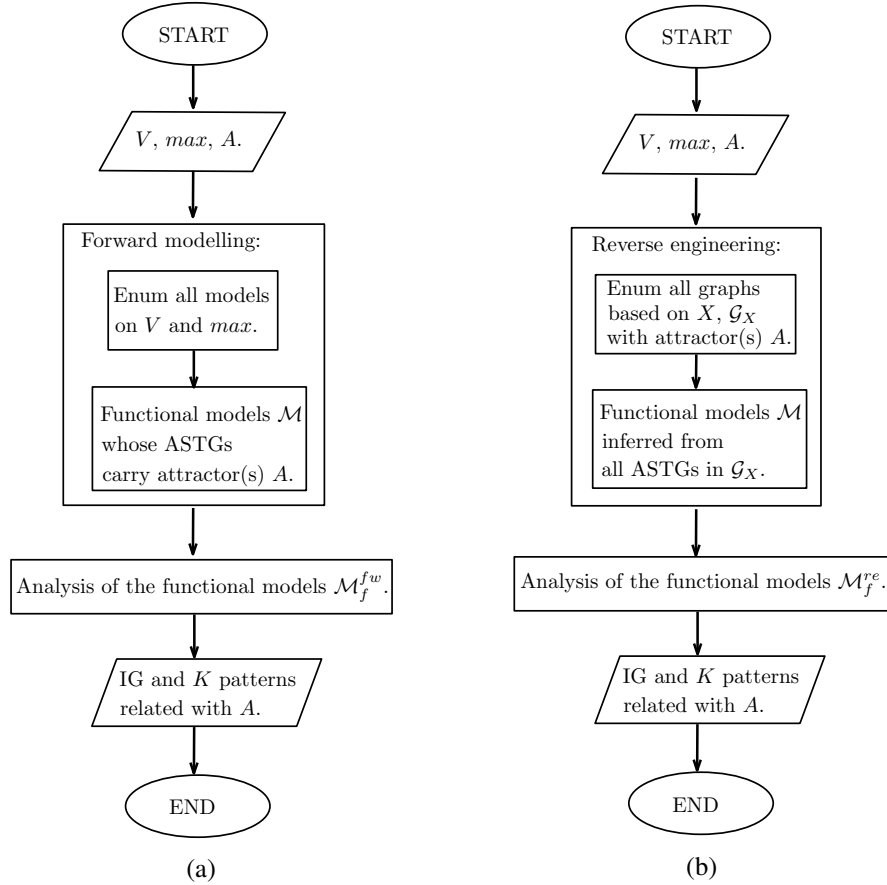 START
V, max, A.
Forward modelling:
Enum all models
on V and max.
Functional models ℳ
whose ASTGs
carry attractor(s) A.
Analysis of the functional models ℳ_f^{fw}.
IG and K patterns
related with A.
END
(a)
START
V, max, A.
Reverse engineering:
Enum all graphs
based on X, 𝒢_X
with attractor(s) A.
Functional models ℳ
inferred from
all ASTGs in 𝒢_X.
Analysis of the functional models ℳ_f^{re}.
IG and K patterns
related with A.
END
(b)